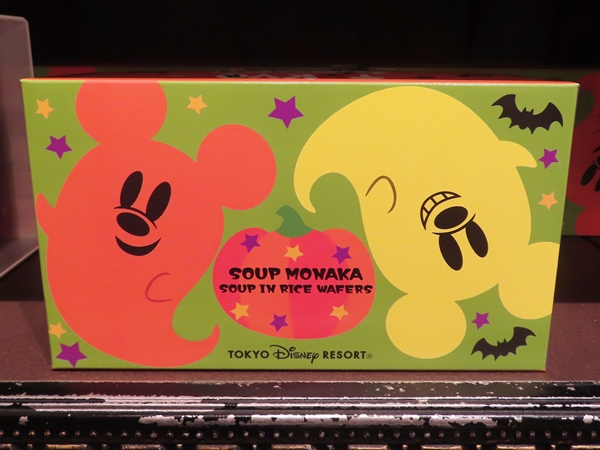 SOUP MONAKA
SOUP IN RICE WAFERS
TOKYO Disney RESORT®